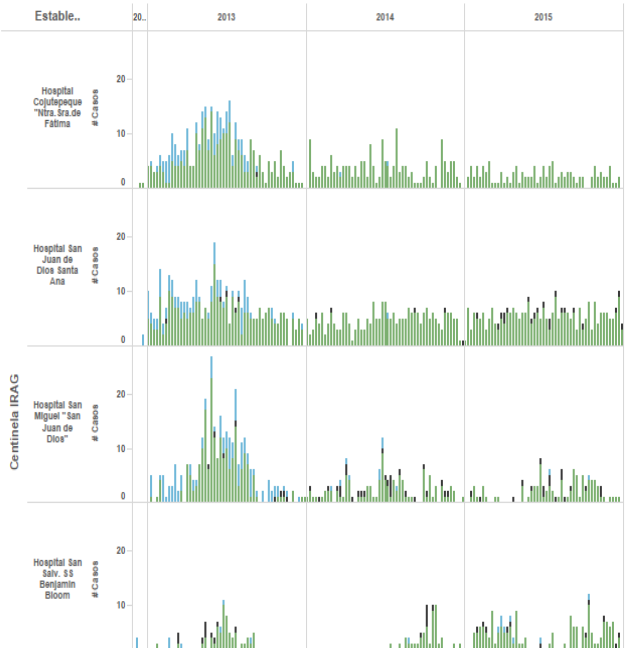 Estable..
20..
2013
2014
2015
Centinela IRAG
Hospital
Cojutepeque
"Ntra.Sra.de
Fátima
# Casos
20
10
0
Hospital San
Juan de
Dios Santa
Ana
# Casos
20
10
0
Hospital San
Miguel "San
Juan de
Dios"
# Casos
20
10
0
Hospital San
Salv. SS
Benjamin
Bloom
# Casos
20
10